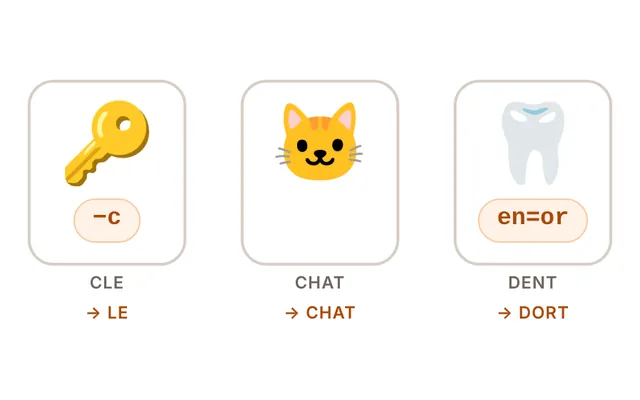 −c
en=or
CLE
CHAT
DENT
→ LE
→ CHAT
→ DORT